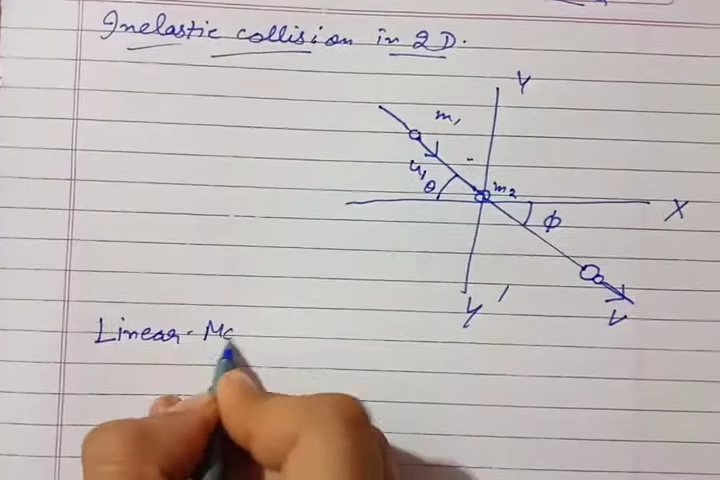 Inelastic collision in 2D.
Y
m₁
u₁
θ
m₂
X
ϕ
Y'
v
Linear - Mo